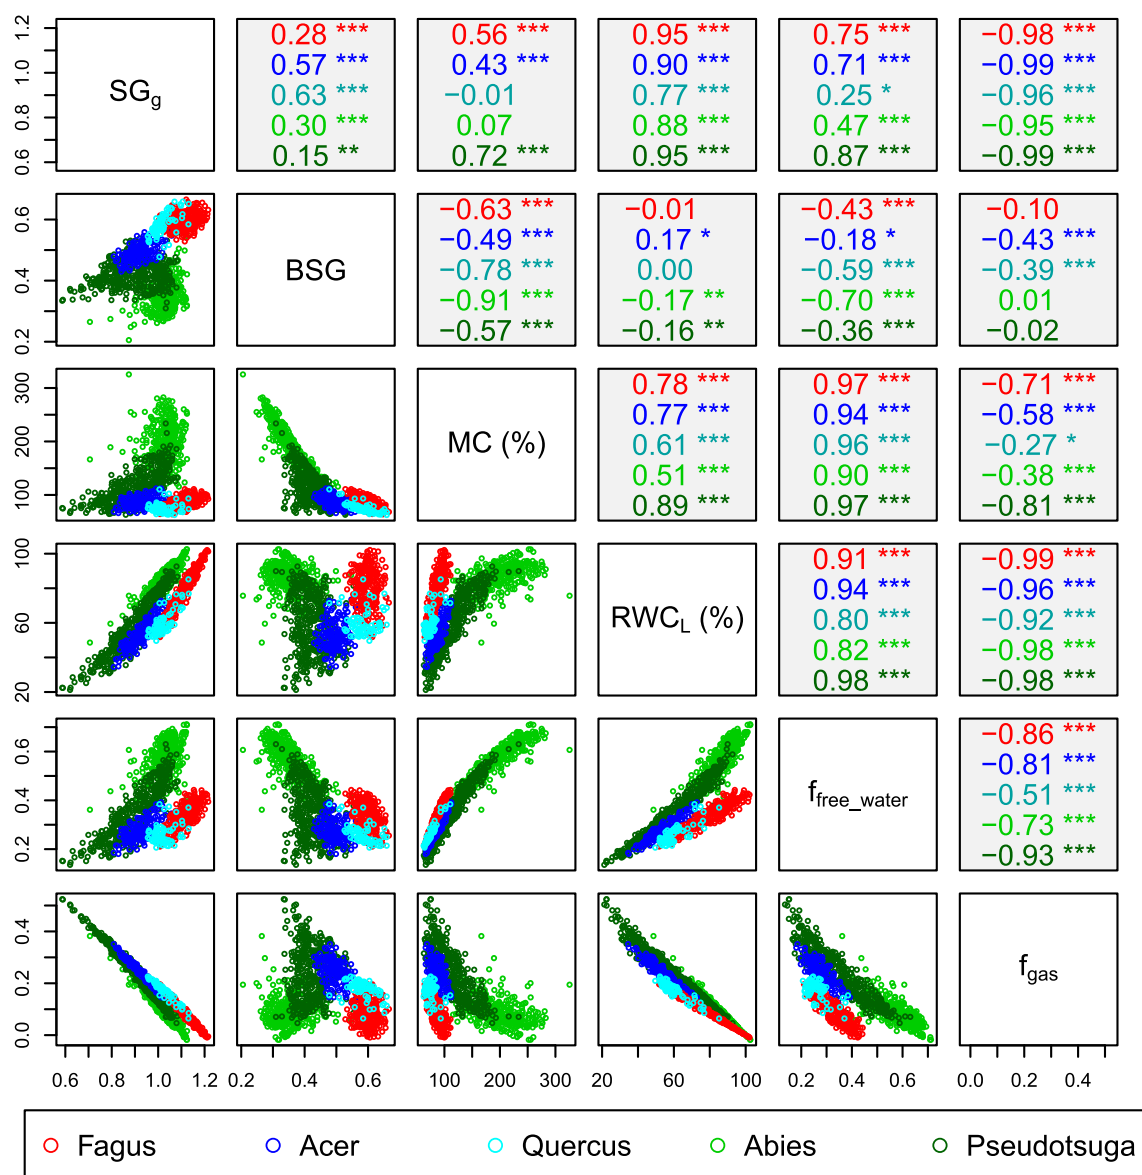 1.2
1.0
0.8
0.6
SGg
0.28 *** 0.56 *** 0.95 *** 0.75 *** −0.98 ***
0.57 *** 0.43 *** 0.90 *** 0.71 *** −0.99 ***
0.63 *** −0.01 0.77 *** 0.25 * −0.96 ***
0.30 *** 0.07 0.88 *** 0.47 *** −0.95 ***
0.15 ** 0.72 *** 0.95 *** 0.87 *** −0.99 ***
0.6
0.4
0.2
BSG
−0.63 *** −0.01 −0.43 *** −0.10
−0.49 *** 0.17 * −0.18 * −0.43 ***
−0.78 *** 0.00 −0.59 *** −0.39 ***
−0.91 *** −0.17 ** −0.70 *** 0.01
−0.57 *** −0.16 ** −0.36 *** −0.02
300
200
100
MC (%)
0.78 *** 0.97 *** −0.71 ***
0.77 *** 0.94 *** −0.58 ***
0.61 *** 0.96 *** −0.27 *
0.51 *** 0.90 *** −0.38 ***
0.89 *** 0.97 *** −0.81 ***
100
60
20
RWCL (%)
0.91 *** −0.99 ***
0.94 *** −0.96 ***
0.80 *** −0.92 ***
0.82 *** −0.98 ***
0.98 *** −0.98 ***
0.6
0.4
0.2
ffree_water
−0.86 ***
−0.81 ***
−0.51 ***
−0.73 ***
−0.93 ***
0.4
0.2
0.0
fgas
0.6 0.8 1.0 1.2 0.2 0.4 0.6 100 200 300 20 60 100 0.2 0.4 0.6 0.0 0.2 0.4
Fagus Acer Quercus Abies Pseudotsuga